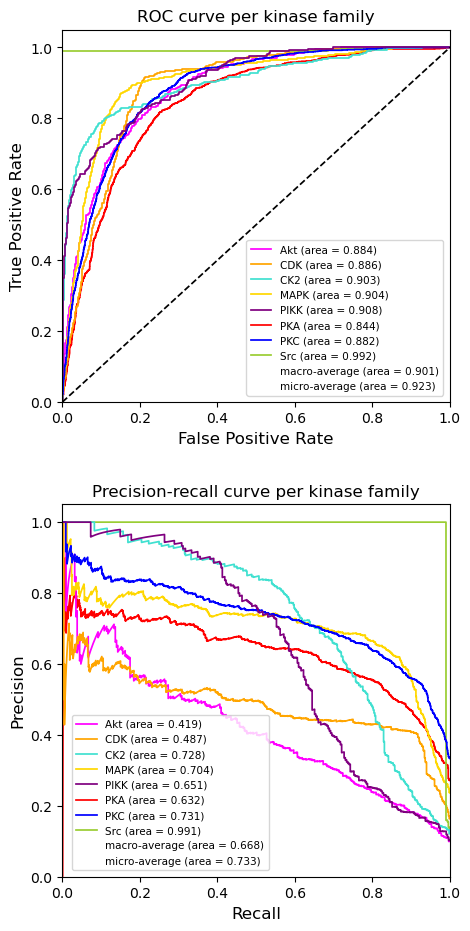 ROC curve per kinase family
1.0
0.8
0.6
0.4
0.2
0.0
True Positive Rate
Akt (area = 0.884)
CDK (area = 0.886)
CK2 (area = 0.903)
MAPK (area = 0.904)
PIKK (area = 0.908)
PKA (area = 0.844)
PKC (area = 0.882)
Src (area = 0.992)
macro-average (area = 0.901)
micro-average (area = 0.923)
0.0 0.2 0.4 0.6 0.8 1.0
False Positive Rate
Precision-recall curve per kinase family
1.0
0.8
0.6
0.4
0.2
0.0
Precision
Akt (area = 0.419)
CDK (area = 0.487)
CK2 (area = 0.728)
MAPK (area = 0.704)
PIKK (area = 0.651)
PKA (area = 0.632)
PKC (area = 0.731)
Src (area = 0.991)
macro-average (area = 0.668)
micro-average (area = 0.733)
0.0 0.2 0.4 0.6 0.8 1.0
Recall